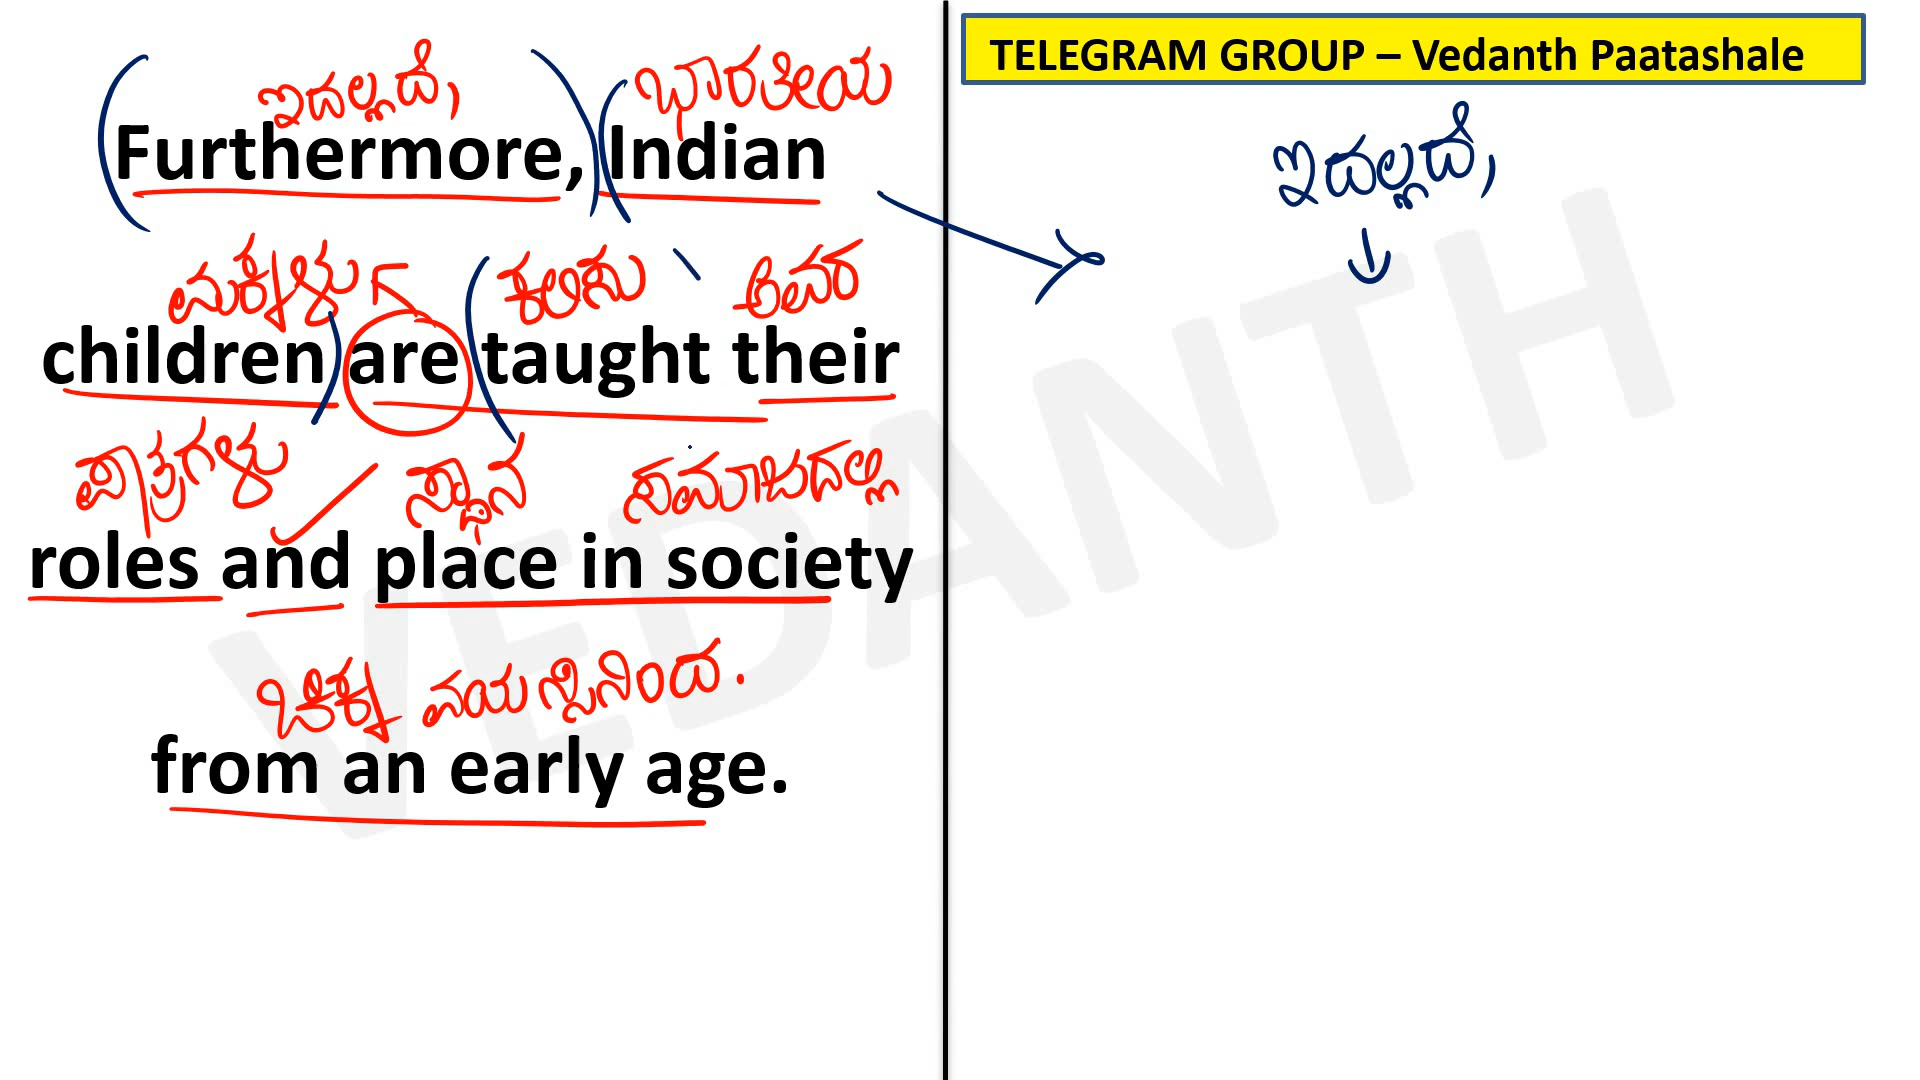 ಇದಲ್ಲದೆ, ಭಾರತೀಯ
Furthermore, Indian
ಮಕ್ಕಳು ಕಲಿಸು ಅವರ
children are taught their
ಪಾತ್ರಗಳು ಸ್ಥಾನ ಸಮಾಜದಲ್ಲಿ
roles and place in society
ಚಿಕ್ಕ ವಯಸ್ಸಿನಿಂದ.
from an early age.
TELEGRAM GROUP – Vedanth Paatashale
ಇದಲ್ಲದೆ,
VEDANTH